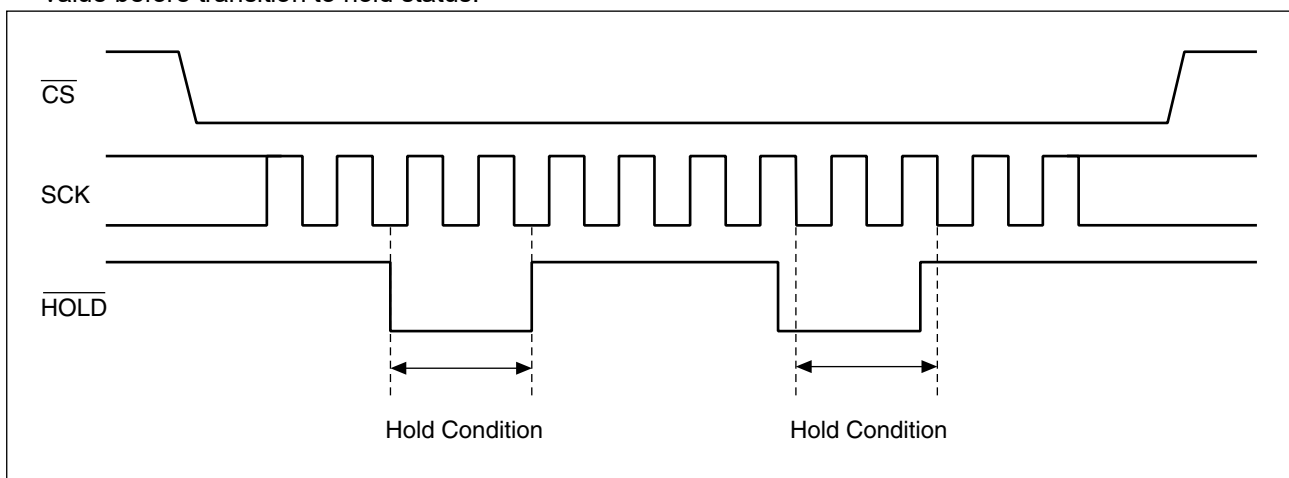 value before transition to hold status.
CS
SCK
HOLD
Hold Condition
Hold Condition